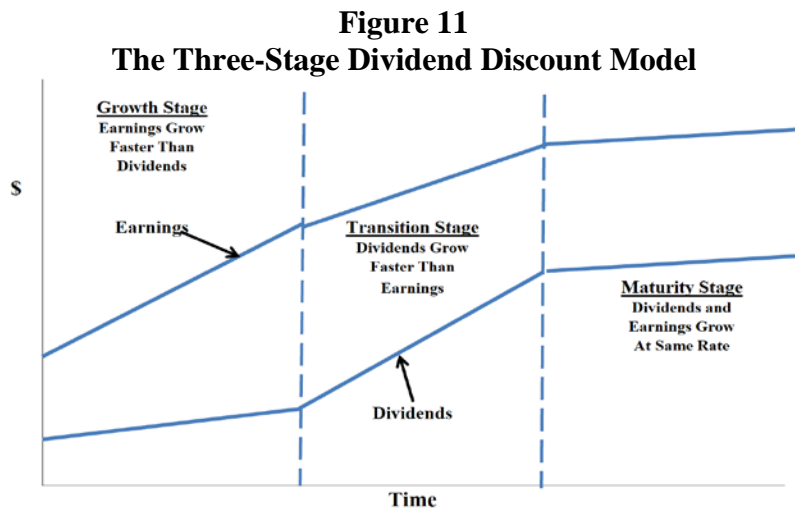 Figure 11
The Three-Stage Dividend Discount Model
Growth Stage
Earnings Grow
Faster Than
Dividends
$
Earnings
Transition Stage
Dividends Grow
Faster Than
Earnings
Maturity Stage
Dividends and
Earnings Grow
At Same Rate
Dividends
Time